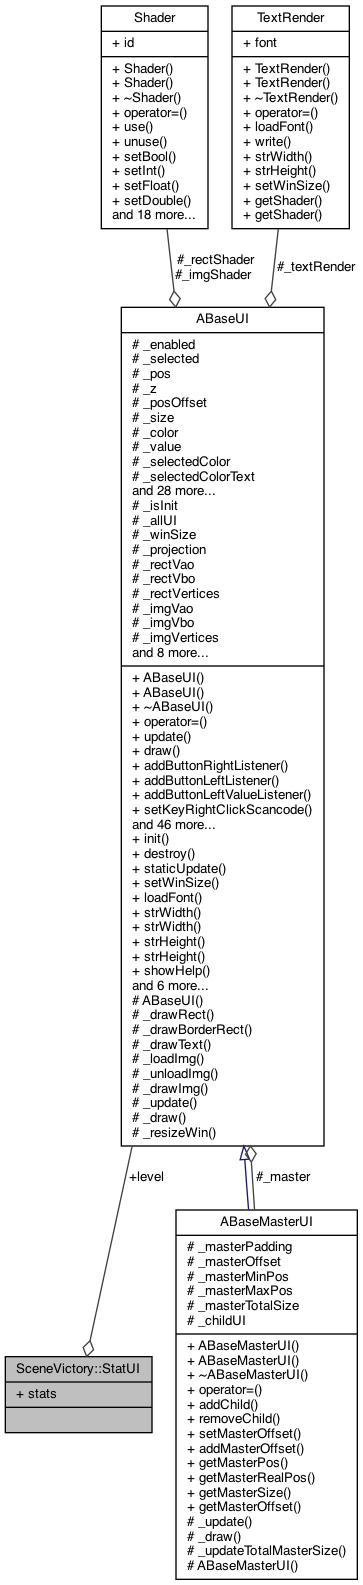 Shader
+ id
+ Shader()
+ Shader()
+ ~Shader()
+ operator=()
+ use()
+ unuse()
+ setBool()
+ setInt()
+ setFloat()
+ setDouble()
and 18 more...
TextRender
+ font
+ TextRender()
+ TextRender()
+ ~TextRender()
+ operator=()
+ loadFont()
+ write()
+ strWidth()
+ strHeight()
+ setWinSize()
+ getShader()
+ getShader()
#_rectShader
#_imgShader
#_textRender
ABaseUI
# _enabled
# _selected
# _pos
# _z
# _posOffset
# _size
# _color
# _value
# _selectedColor
# _selectedColorText
and 28 more...
# _isInit
# _allUI
# _winSize
# _projection
# _rectVao
# _rectVbo
# _rectVertices
# _imgVao
# _imgVbo
# _imgVertices
and 8 more...
+ ABaseUI()
+ ABaseUI()
+ ~ABaseUI()
+ operator=()
+ update()
+ draw()
+ addButtonRightListener()
+ addButtonLeftListener()
+ addButtonLeftValueListener()
+ setKeyRightClickScancode()
and 46 more...
+ init()
+ destroy()
+ staticUpdate()
+ setWinSize()
+ loadFont()
+ strWidth()
+ strWidth()
+ strHeight()
+ strHeight()
+ showHelp()
and 6 more...
# ABaseUI()
# _drawRect()
# _drawBorderRect()
# _drawText()
# _loadImg()
# _unloadImg()
# _drawImg()
# _update()
# _draw()
# _resizeWin()
+level
#_master
ABaseMasterUI
# _masterPadding
# _masterOffset
# _masterMinPos
# _masterMaxPos
# _masterTotalSize
# _childUI
+ ABaseMasterUI()
+ ABaseMasterUI()
+ ~ABaseMasterUI()
+ operator=()
+ addChild()
+ removeChild()
+ setMasterOffset()
+ addMasterOffset()
+ getMasterPos()
+ getMasterRealPos()
+ getMasterSize()
+ getMasterOffset()
# _update()
# _draw()
# _updateTotalMasterSize()
# ABaseMasterUI()
SceneVictory::StatUI
+ stats